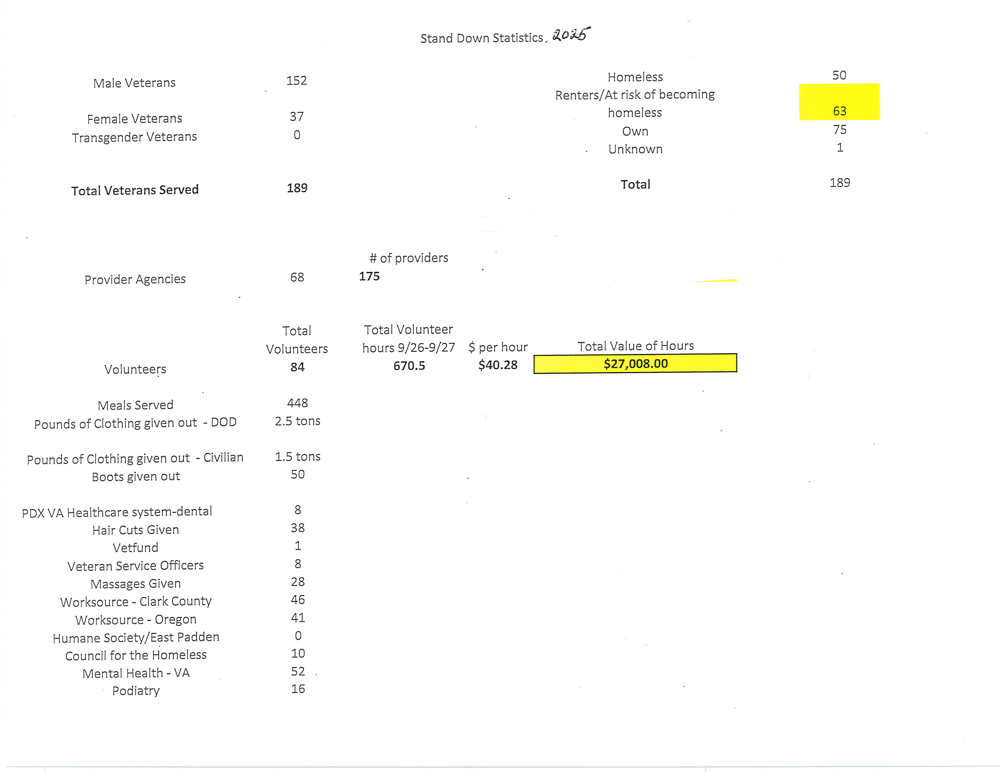 Stand Down Statistics, 2025
Male Veterans 152
Female Veterans 37
Transgender Veterans 0
Total Veterans Served 189
Homeless 50
Renters/At risk of becoming
homeless 63
Own 75
Unknown 1
Total 189
# of providers
Provider Agencies 68 175
Total Total Volunteer
Volunteers hours 9/26-9/27 $ per hour Total Value of Hours
Volunteers 84 670.5 $40.28 $27,008.00
Meals Served 448
Pounds of Clothing given out - DOD 2.5 tons
Pounds of Clothing given out - Civilian 1.5 tons
Boots given out 50
PDX VA Healthcare system-dental 8
Hair Cuts Given 38
Vetfund 1
Veteran Service Officers 8
Massages Given 28
Worksource - Clark County 46
Worksource - Oregon 41
Humane Society/East Padden 0
Council for the Homeless 10
Mental Health - VA 52
Podiatry 16